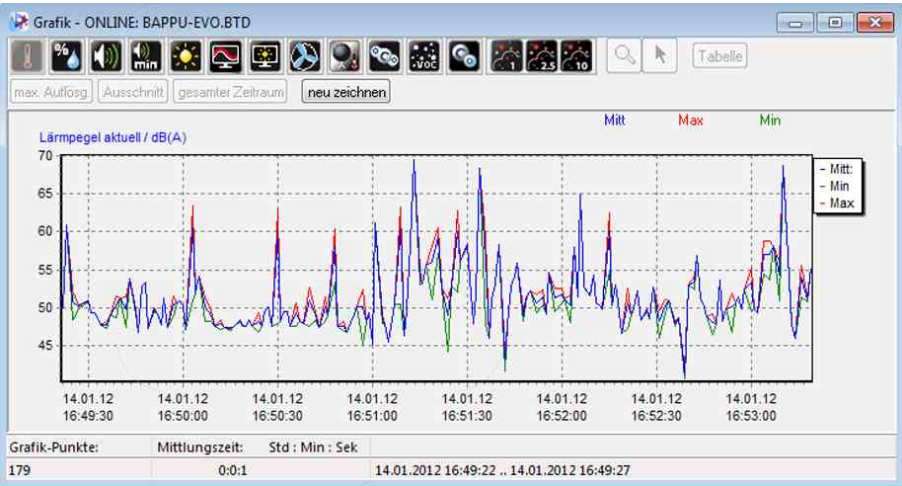 Grafik - ONLINE: BAPPU-EVO.BTD
% min VOC 1 2.5 10 Tabelle
max. Auflösg. Ausschnitt gesamter Zeitraum neu zeichnen
Mitt Max Min
Lärmpegel aktuell / dB(A)
70
65
60
55
50
45
Mitt:
Min
Max
14.01.12 14.01.12 14.01.12 14.01.12 14.01.12 14.01.12 14.01.12 14.01.12
16:49:30 16:50:00 16:50:30 16:51:00 16:51:30 16:52:00 16:52:30 16:53:00
Grafik-Punkte: Mittlungszeit: Std : Min : Sek
179 0:0:1 14.01.2012 16:49:22 .. 14.01.2012 16:49:27